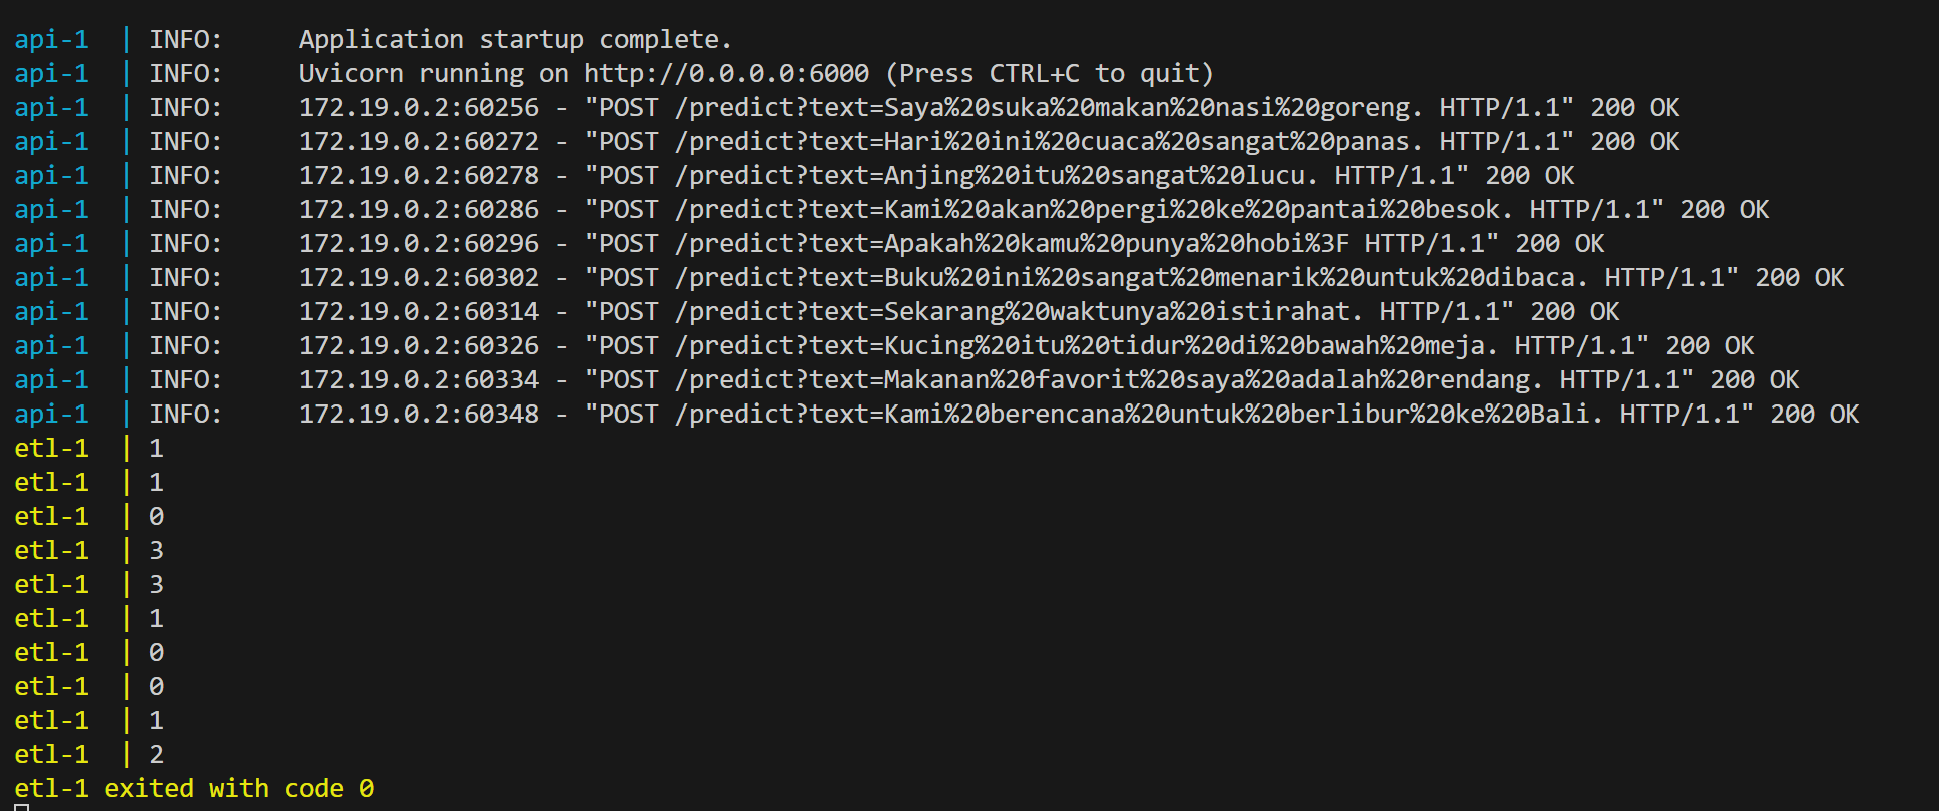 api-1  | INFO:     Application startup complete.
api-1  | INFO:     Uvicorn running on http://0.0.0.0:6000 (Press CTRL+C to quit)
api-1  | INFO:     172.19.0.2:60256 - "POST /predict?text=Saya%20suka%20makan%20nasi%20goreng. HTTP/1.1" 200 OK
api-1  | INFO:     172.19.0.2:60272 - "POST /predict?text=Hari%20ini%20cuaca%20sangat%20panas. HTTP/1.1" 200 OK
api-1  | INFO:     172.19.0.2:60278 - "POST /predict?text=Anjing%20itu%20sangat%20lucu. HTTP/1.1" 200 OK
api-1  | INFO:     172.19.0.2:60286 - "POST /predict?text=Kami%20akan%20pergi%20ke%20pantai%20besok. HTTP/1.1" 200 OK
api-1  | INFO:     172.19.0.2:60296 - "POST /predict?text=Apakah%20kamu%20punya%20hobi%3F HTTP/1.1" 200 OK
api-1  | INFO:     172.19.0.2:60302 - "POST /predict?text=Buku%20ini%20sangat%20menarik%20untuk%20dibaca. HTTP/1.1" 200 OK
api-1  | INFO:     172.19.0.2:60314 - "POST /predict?text=Sekarang%20waktunya%20istirahat. HTTP/1.1" 200 OK
api-1  | INFO:     172.19.0.2:60326 - "POST /predict?text=Kucing%20itu%20tidur%20di%20bawah%20meja. HTTP/1.1" 200 OK
api-1  | INFO:     172.19.0.2:60334 - "POST /predict?text=Makanan%20favorit%20saya%20adalah%20rendang. HTTP/1.1" 200 OK
api-1  | INFO:     172.19.0.2:60348 - "POST /predict?text=Kami%20berencana%20untuk%20berlibur%20ke%20Bali. HTTP/1.1" 200 OK
etl-1  | 1
etl-1  | 1
etl-1  | 0
etl-1  | 3
etl-1  | 3
etl-1  | 1
etl-1  | 0
etl-1  | 0
etl-1  | 1
etl-1  | 2
etl-1 exited with code 0